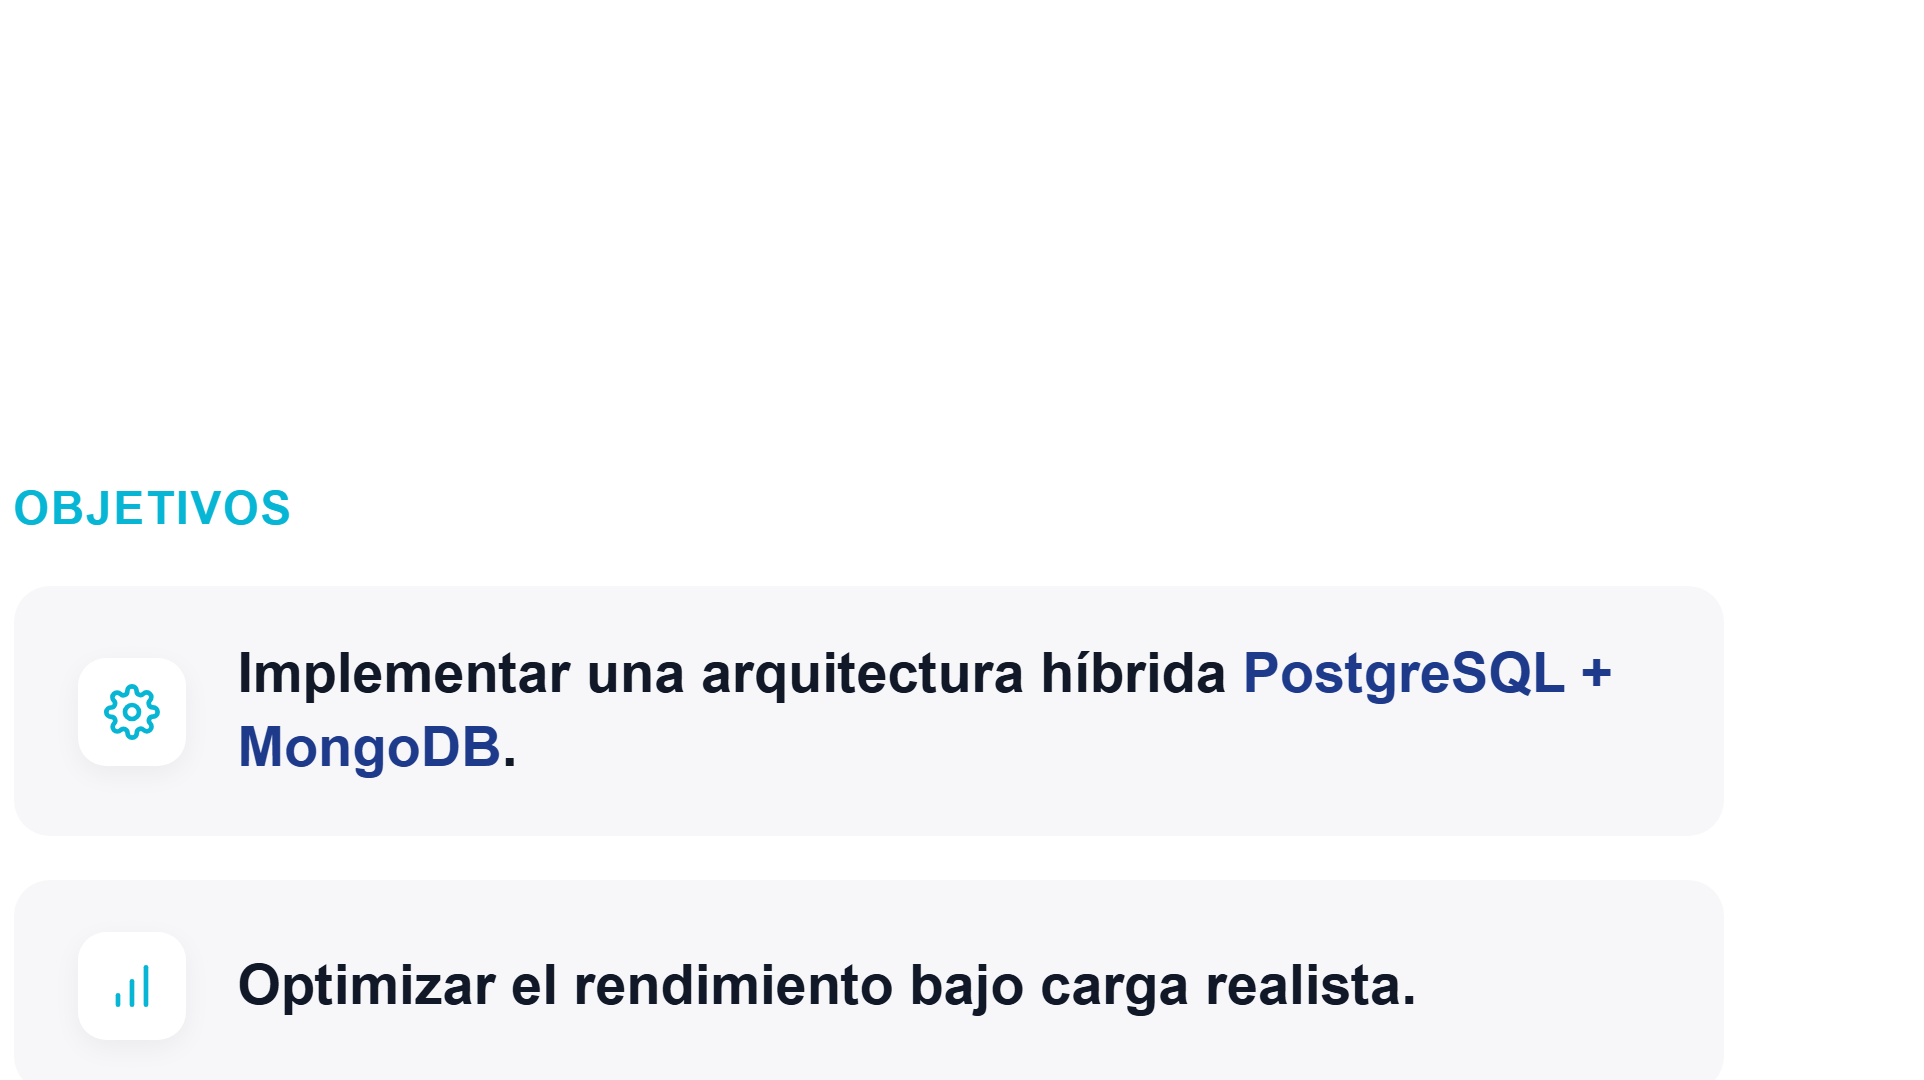 OBJETIVOS
Implementar una arquitectura híbrida PostgreSQL +
MongoDB.
Optimizar el rendimiento bajo carga realista.